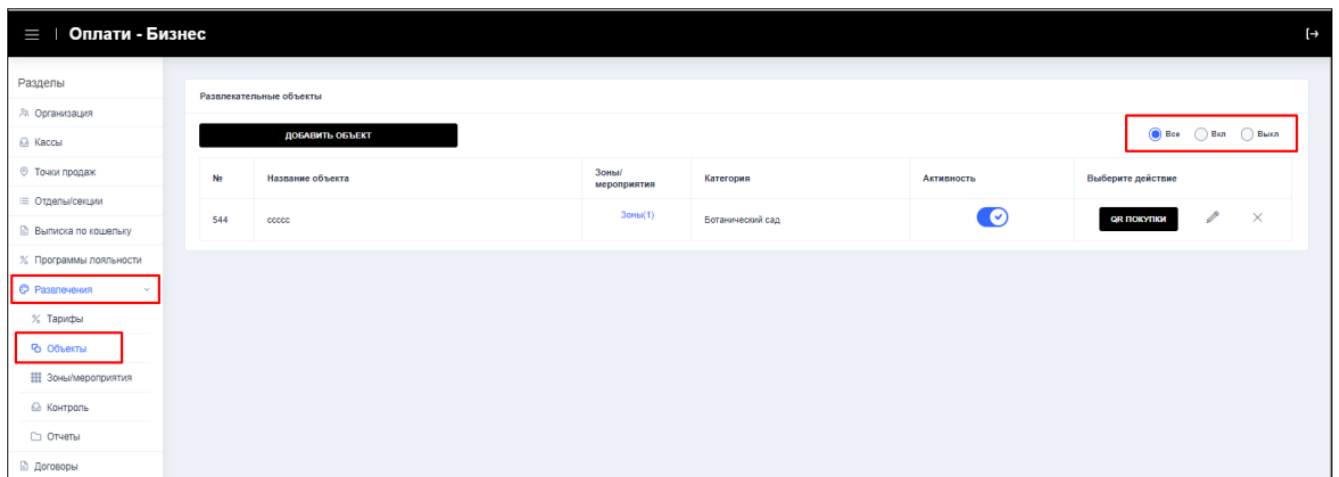 Оплати - Бизнес
Разделы
Организация
Кассы
Точки продаж
Отделы/секции
Выписка по кошельку
Программы лояльности
Развлечения
Тарифы
Объекты
Зоны/мероприятия
Контроль
Отчеты
Договоры
Развлекательные объекты
ДОБАВИТЬ ОБЪЕКТ
Все Вкл Выкл
№ Название объекта Зоны/мероприятия Категория Активность Выберите действие
544 ссссс Зоны(1) Ботанический сад QR ПОКУПКИ